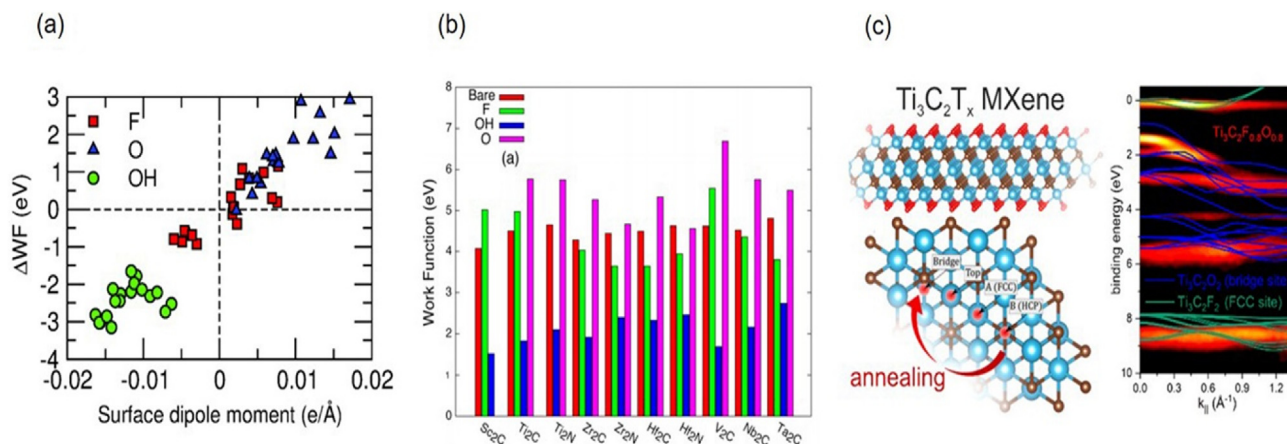 (a)
3
2
1
0
-1
-2
-3
-4
F
O
OH
-0.02
-0.01
0
0.01
0.02
ΔWF (eV)
Surface dipole moment (e/Å)
(b)
8
7
6
5
4
3
2
1
0
Bare
F
OH
O
(a)
Work Function (eV)
Sc2C
Ti2C
Ti2N
Zr2C
Zr2N
Hf2C
Hf2N
V2C
Nb2C
Ta2C
(c)
Ti3C2Tx MXene
Bridge
Top
A (FCC)
B (HCP)
annealing
0
2
4
6
8
10
binding energy (eV)
Ti3C2F0.8O0.8
Ti3C2O2 (bridge site)
Ti3C2F2 (FCC site)
0.0
0.3
0.6
0.9
1.2
k|| (Å-1)